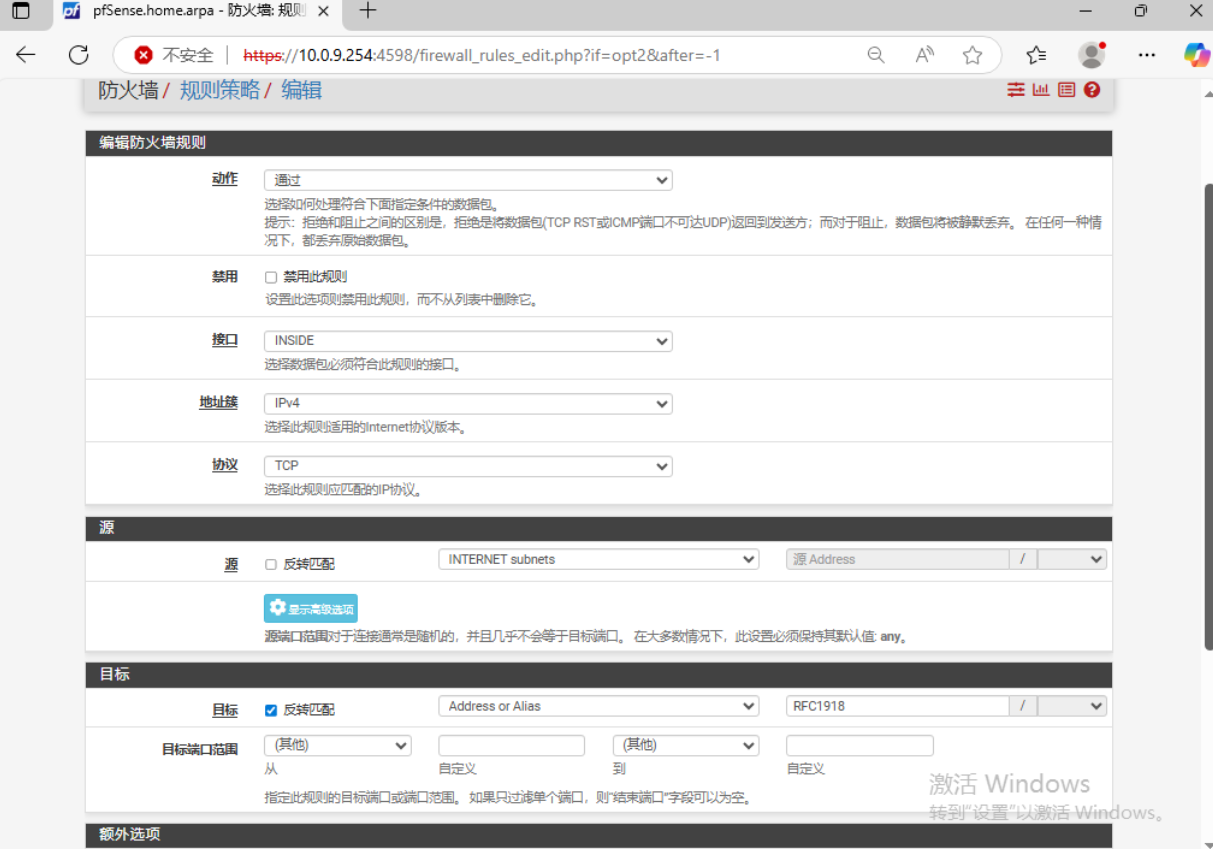 pfSense.home.arpa - 防火墙: 规则
不安全 https://10.0.9.254:4598/firewall_rules_edit.php?if=opt2&after=-1
防火墙 / 规则策略 / 编辑
编辑防火墙规则
动作 通过
选择如何处理符合下面指定条件的数据包。
提示：拒绝和阻止之间的区别是，拒绝是将数据包(TCP RST或ICMP端口不可达UDP)返回到发送方；而对于阻止，数据包将被静默丢弃。 在任何一种情
况下，都丢弃原始数据包。
禁用 禁用此规则
设置此选项则禁用此规则，而不从列表中删除它。
接口 INSIDE
选择数据包必须符合此规则的接口。
地址簇 IPv4
选择此规则适用的Internet协议版本。
协议 TCP
选择此规则应匹配的IP协议。
源
源 反转匹配 INTERNET subnets 源 Address /
显示高级选项
源端口范围对于连接通常是随机的，并且几乎不会等于目标端口。 在大多数情况下，此设置必须保持其默认值: any。
目标
目标 反转匹配 Address or Alias RFC1918 /
目标端口范围 (其他) (其他)
从 自定义 到 自定义
指定此规则的目标端口或端口范围。 如果只过滤单个端口，则“结束端口”字段可以为空。
激活 Windows
转到“设置”以激活 Windows。
额外选项